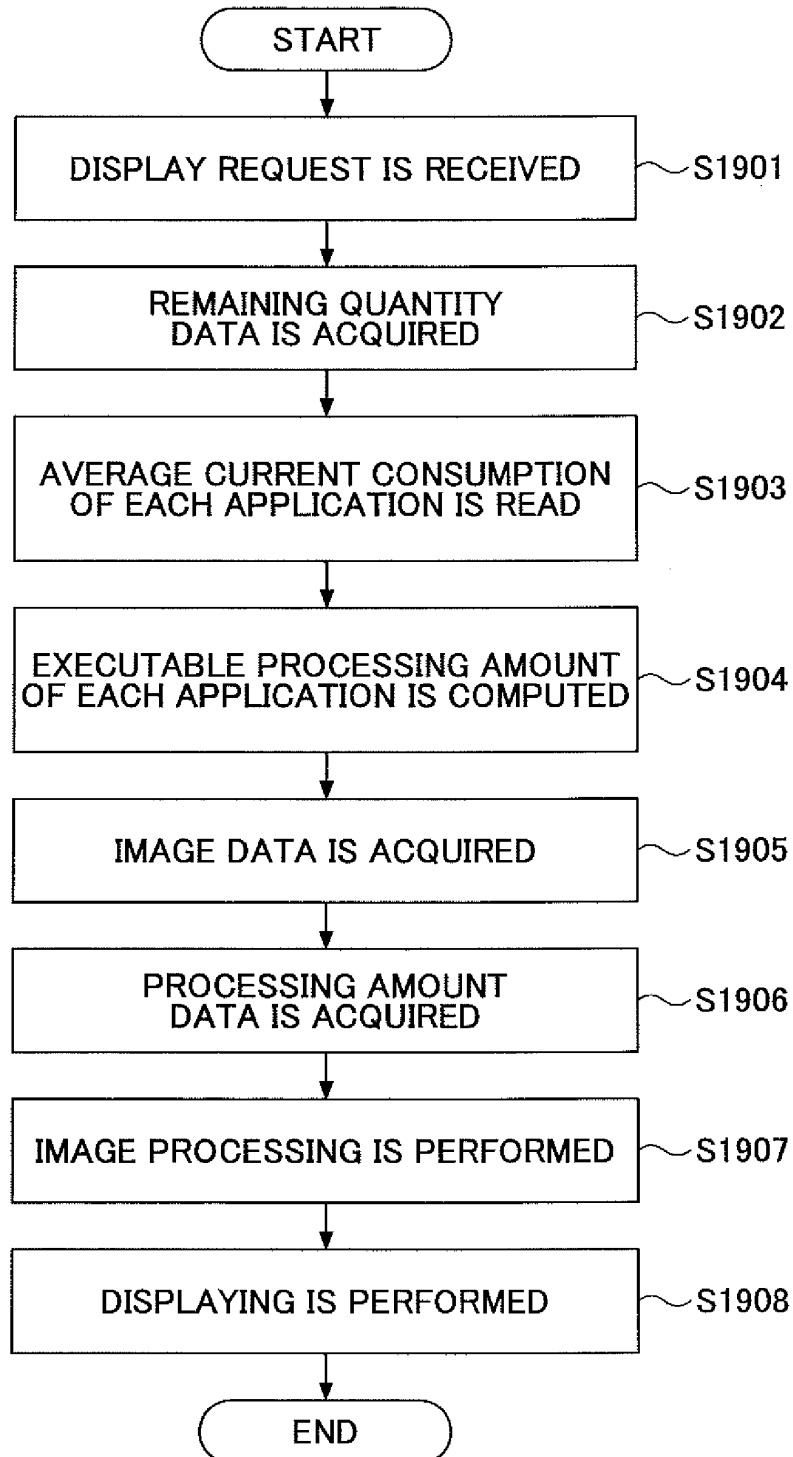 START
DISPLAY REQUEST IS RECEIVED
S1901
REMAINING QUANTITY
DATA IS ACQUIRED
S1902
AVERAGE CURRENT CONSUMPTION
OF EACH APPLICATION IS READ
S1903
EXECUTABLE PROCESSING AMOUNT
OF EACH APPLICATION IS COMPUTED
S1904
IMAGE DATA IS ACQUIRED
S1905
PROCESSING AMOUNT
DATA IS ACQUIRED
S1906
IMAGE PROCESSING IS PERFORMED
S1907
DISPLAYING IS PERFORMED
S1908
END